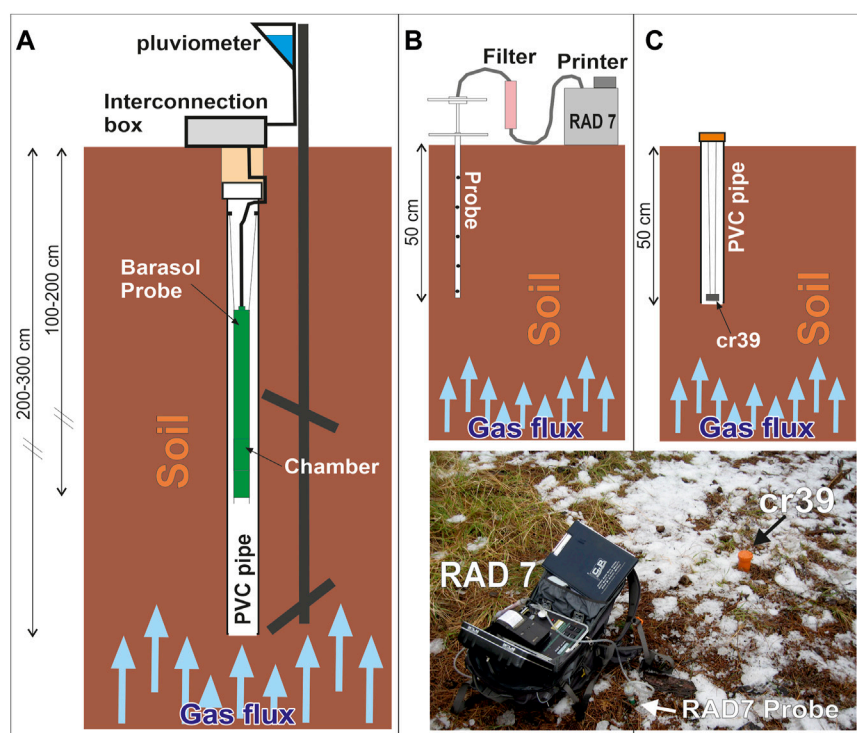 A
pluviometer
Interconnection
box
200-300 cm
100-200 cm
Barasol
Probe
Soil
Chamber
PVC pipe
Gas flux
B
Filter
Printer
RAD 7
50 cm
Probe
Soil
Gas flux
C
50 cm
PVC pipe
Soil
cr39
Gas flux
RAD 7
cr39
RAD7 Probe